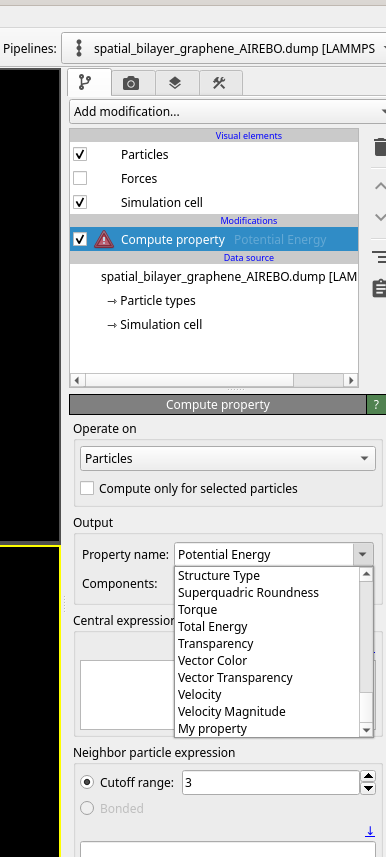 Pipelines: spatial_bilayer_graphene_AIREBO.dump [LAMMPS
Add modification...
Visual elements
Particles
Forces
Simulation cell
Modifications
Compute property Potential Energy
Data source
spatial_bilayer_graphene_AIREBO.dump [LAM
→ Particle types
→ Simulation cell
Compute property ?
Operate on
Particles
Compute only for selected particles
Output
Property name: Potential Energy
Components:
Structure Type
Superquadric Roundness
Torque
Total Energy
Transparency
Vector Color
Vector Transparency
Velocity
Velocity Magnitude
My property
Central expression
Neighbor particle expression
Cutoff range: 3
Bonded